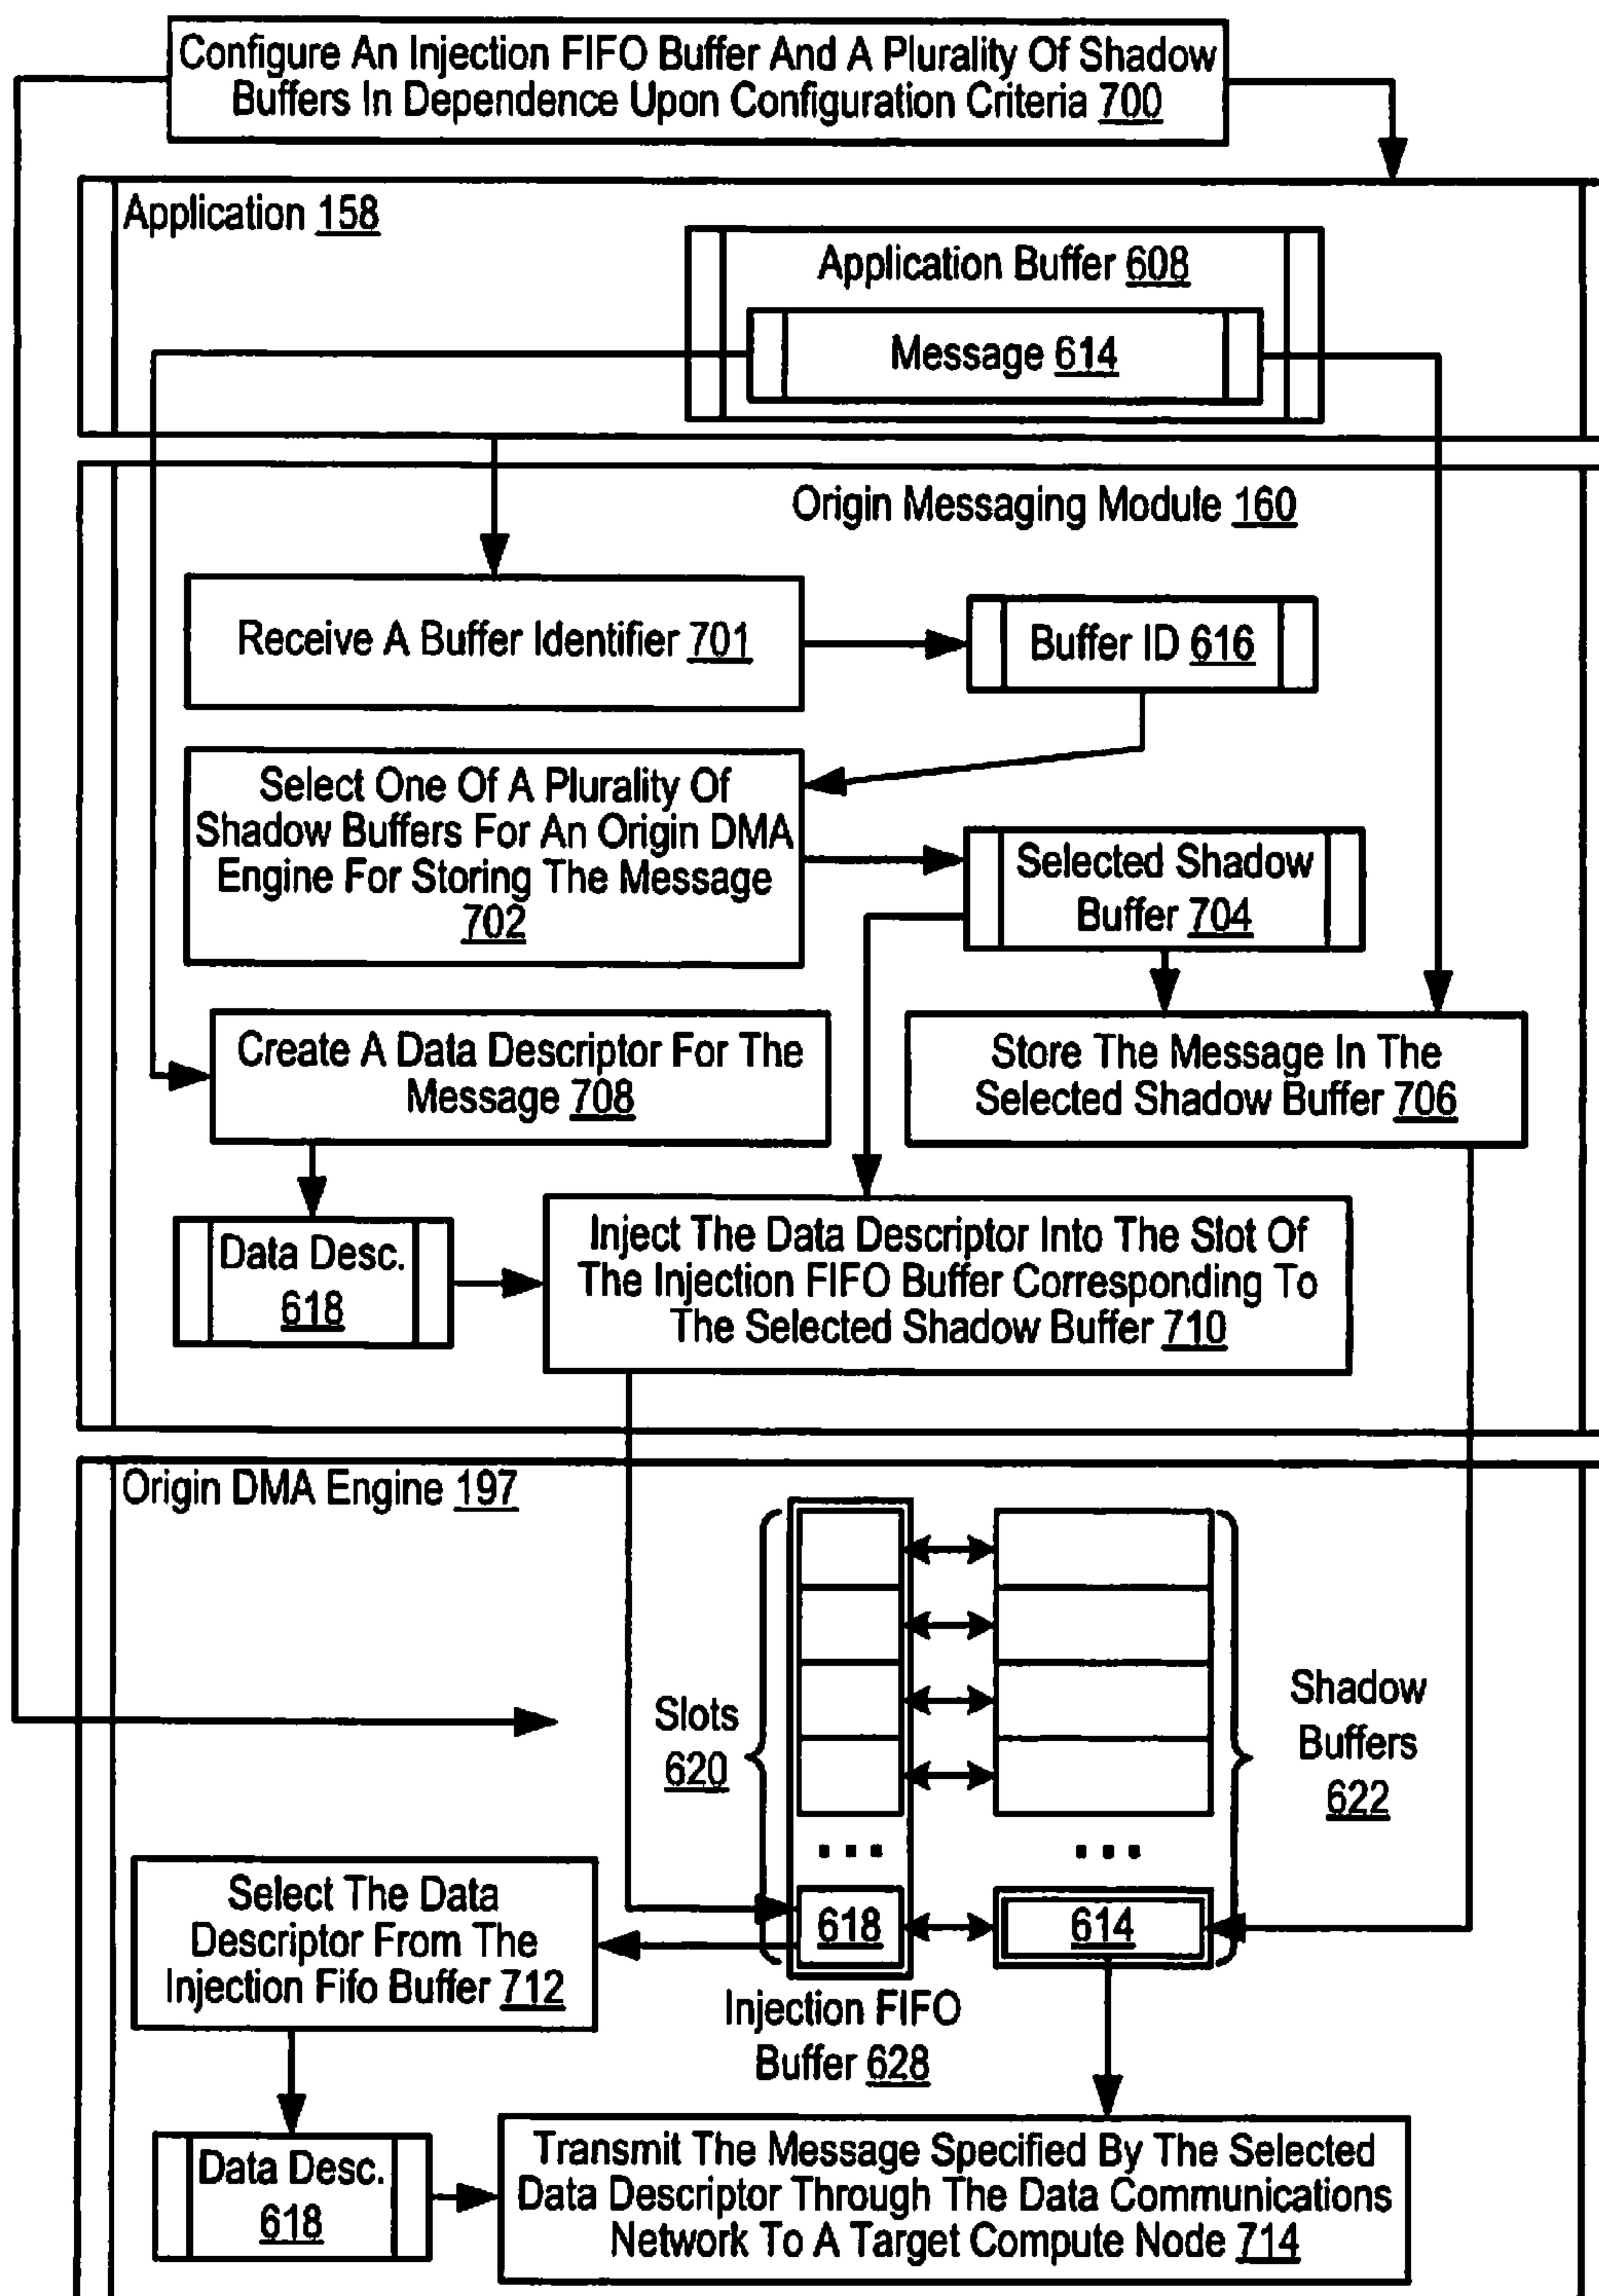 Configure An Injection FIFO Buffer And A Plurality Of Shadow
Buffers In Dependence Upon Configuration Criteria 700
Application 158
Application Buffer 608
Message 614
Origin Messaging Module 160
Receive A Buffer Identifier 701
Buffer ID 616
Select One Of A Plurality Of
Shadow Buffers For An Origin DMA
Engine For Storing The Message
702
Selected Shadow
Buffer 704
Create A Data Descriptor For The
Message 708
Store The Message In The
Selected Shadow Buffer 706
Data Desc.
618
Inject The Data Descriptor Into The Slot Of
The Injection FIFO Buffer Corresponding To
The Selected Shadow Buffer 710
Origin DMA Engine 197
Slots
620
Shadow
Buffers
622
. . .
. . .
618
614
Select The Data
Descriptor From The
Injection Fifo Buffer 712
Injection FIFO
Buffer 628
Data Desc.
618
Transmit The Message Specified By The Selected
Data Descriptor Through The Data Communications
Network To A Target Compute Node 714